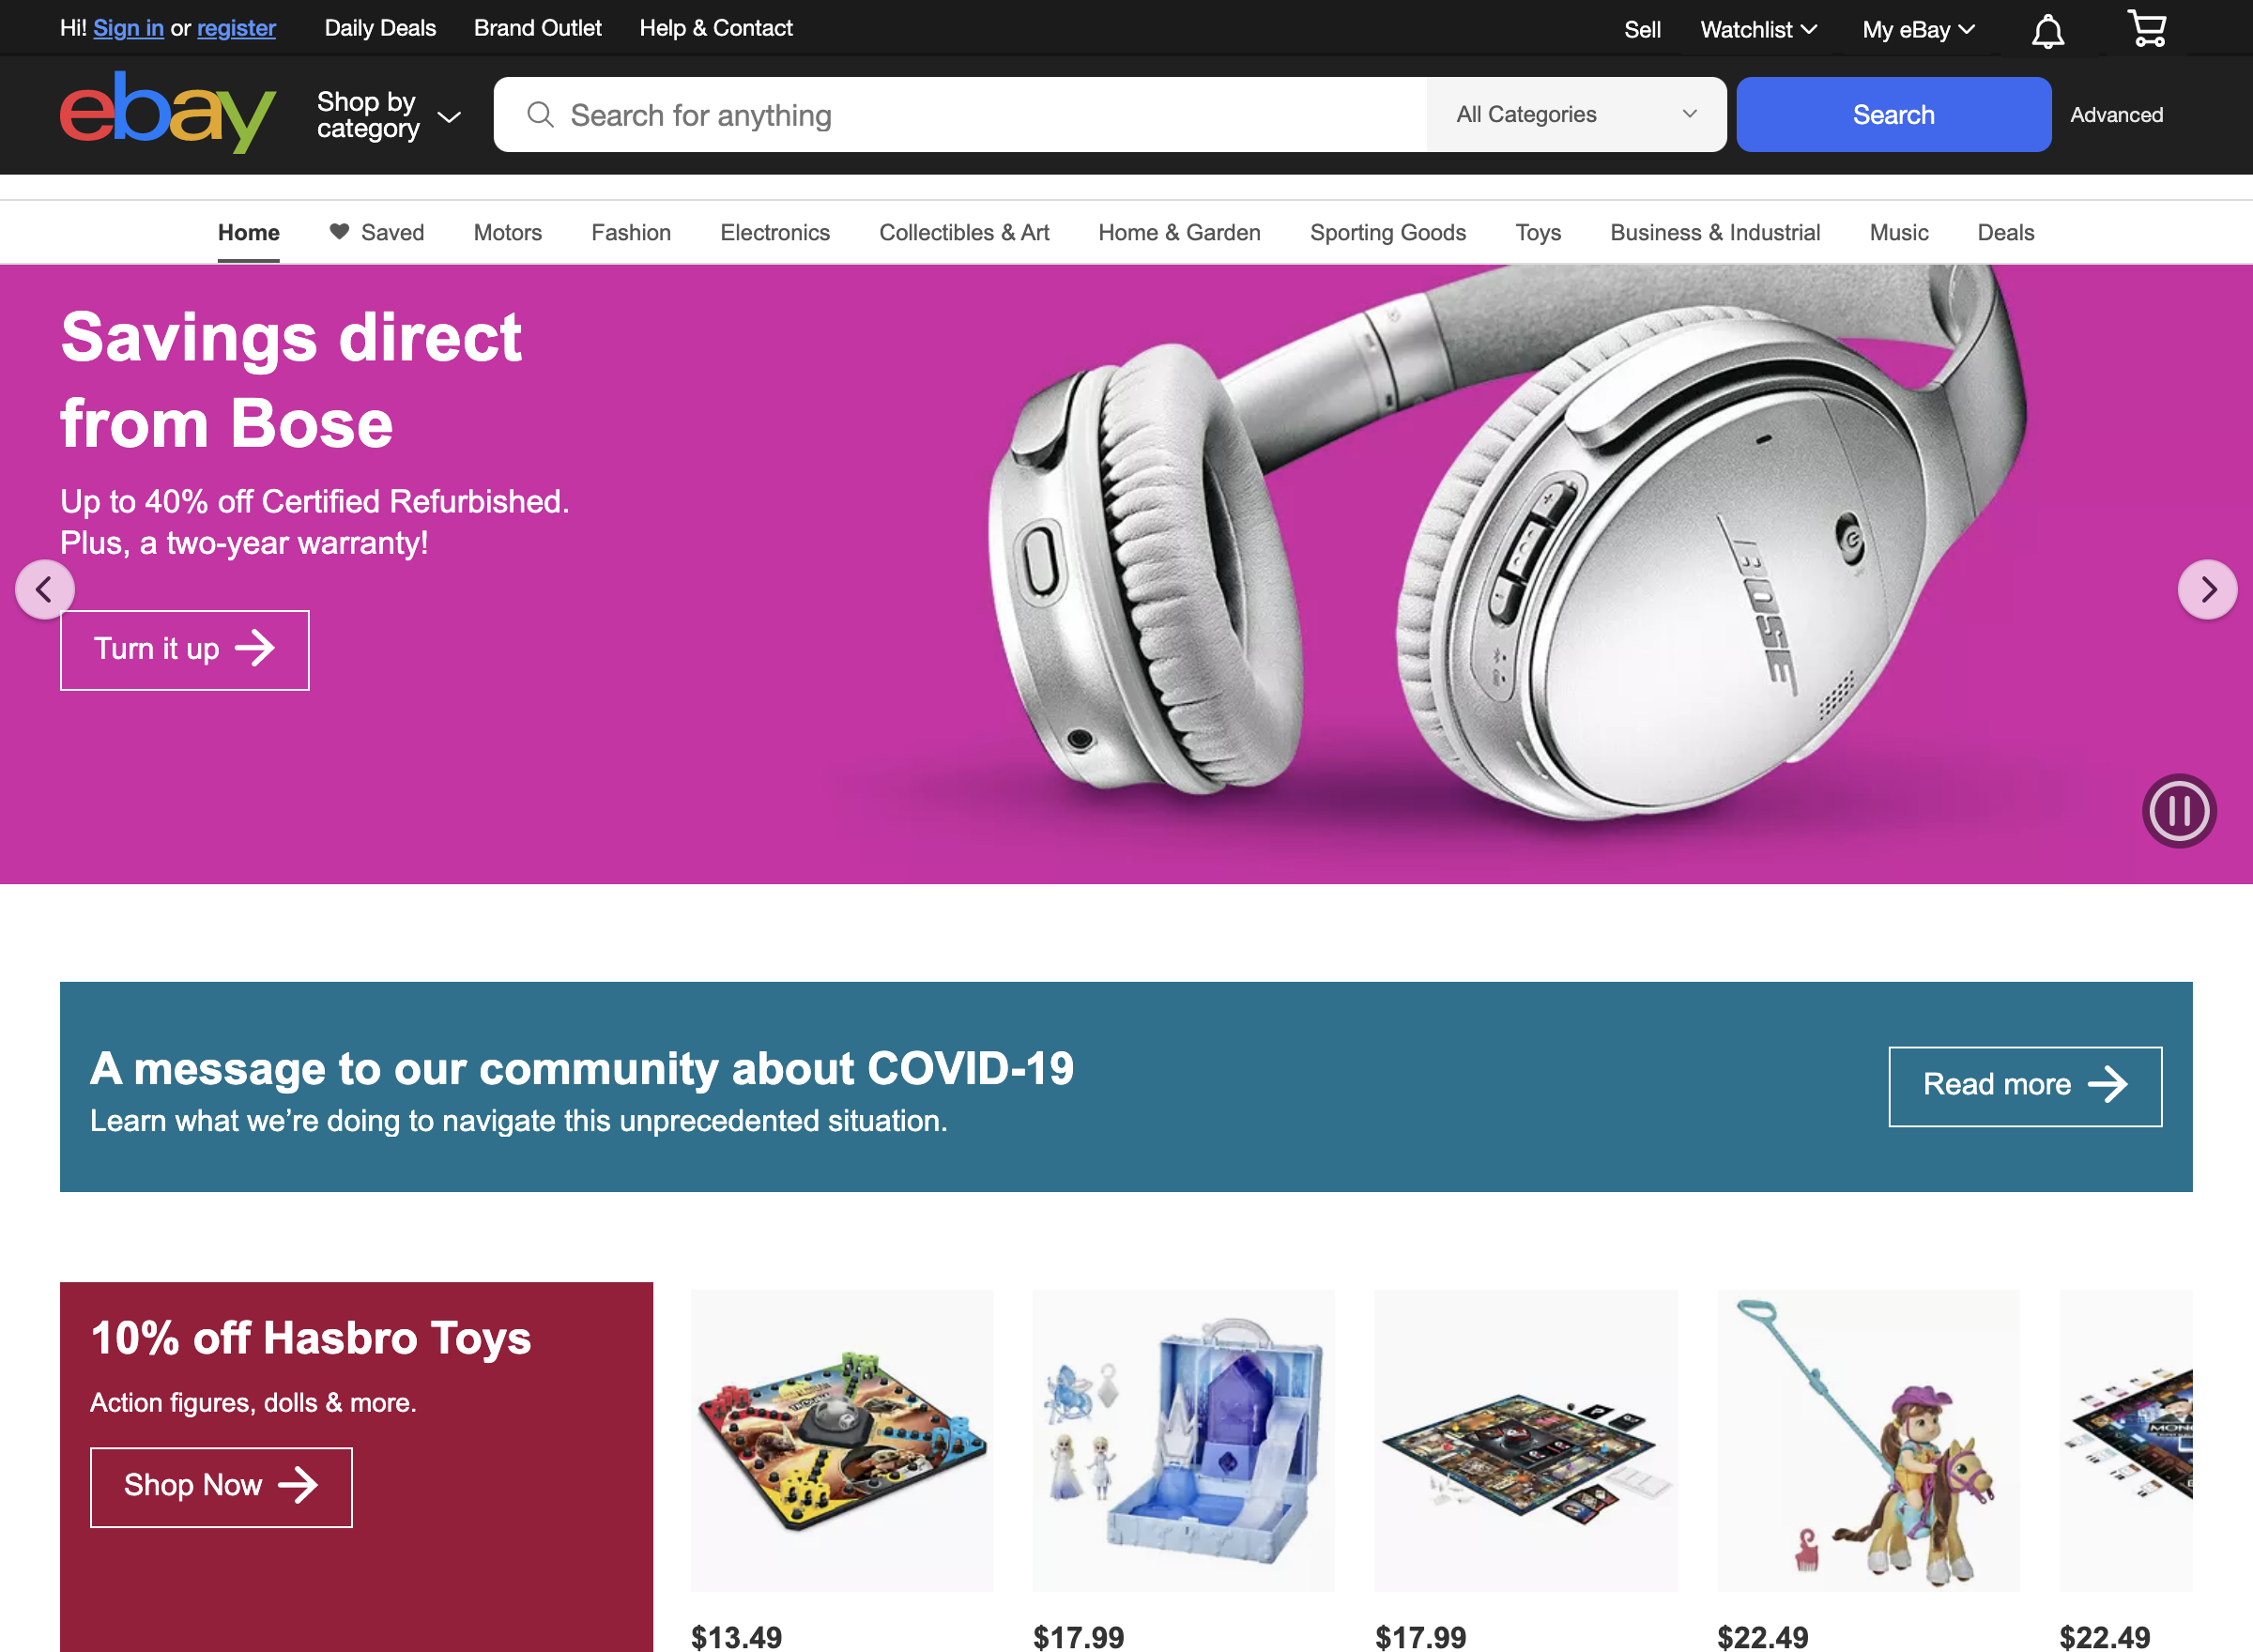 Hi! Sign in or register Daily Deals Brand Outlet Help & Contact Sell Watchlist My eBay
ebay
Shop by
category
Search for anything All Categories Search Advanced
Home Saved Motors Fashion Electronics Collectibles & Art Home & Garden Sporting Goods Toys Business & Industrial Music Deals
Savings direct
from Bose
Up to 40% off Certified Refurbished.
Plus, a two-year warranty!
Turn it up
BOSE
A message to our community about COVID-19
Learn what we’re doing to navigate this unprecedented situation.
Read more
10% off Hasbro Toys
Action figures, dolls & more.
Shop Now
$13.49 $17.99 $17.99 $22.49 $22.49